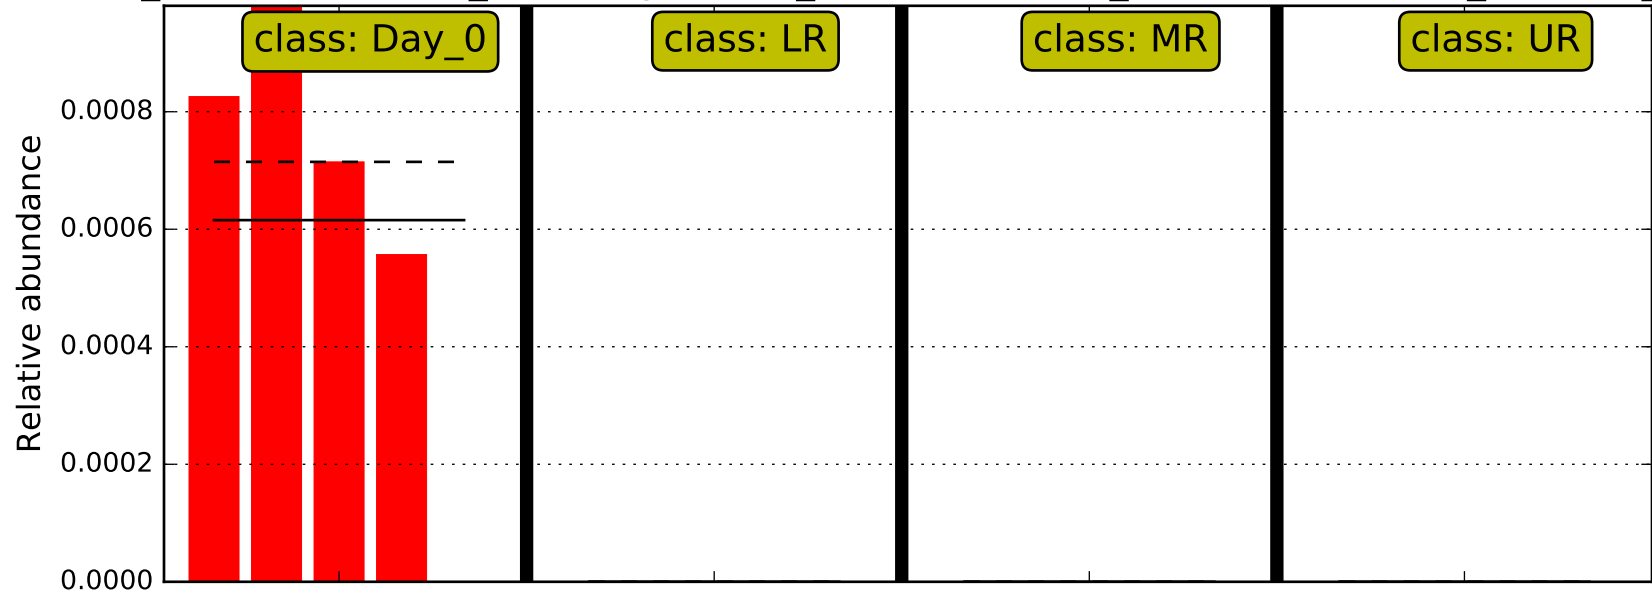 class: Day_0
class: LR
class: MR
class: UR
Relative abundance
0.0008
0.0006
0.0004
0.0002
0.0000